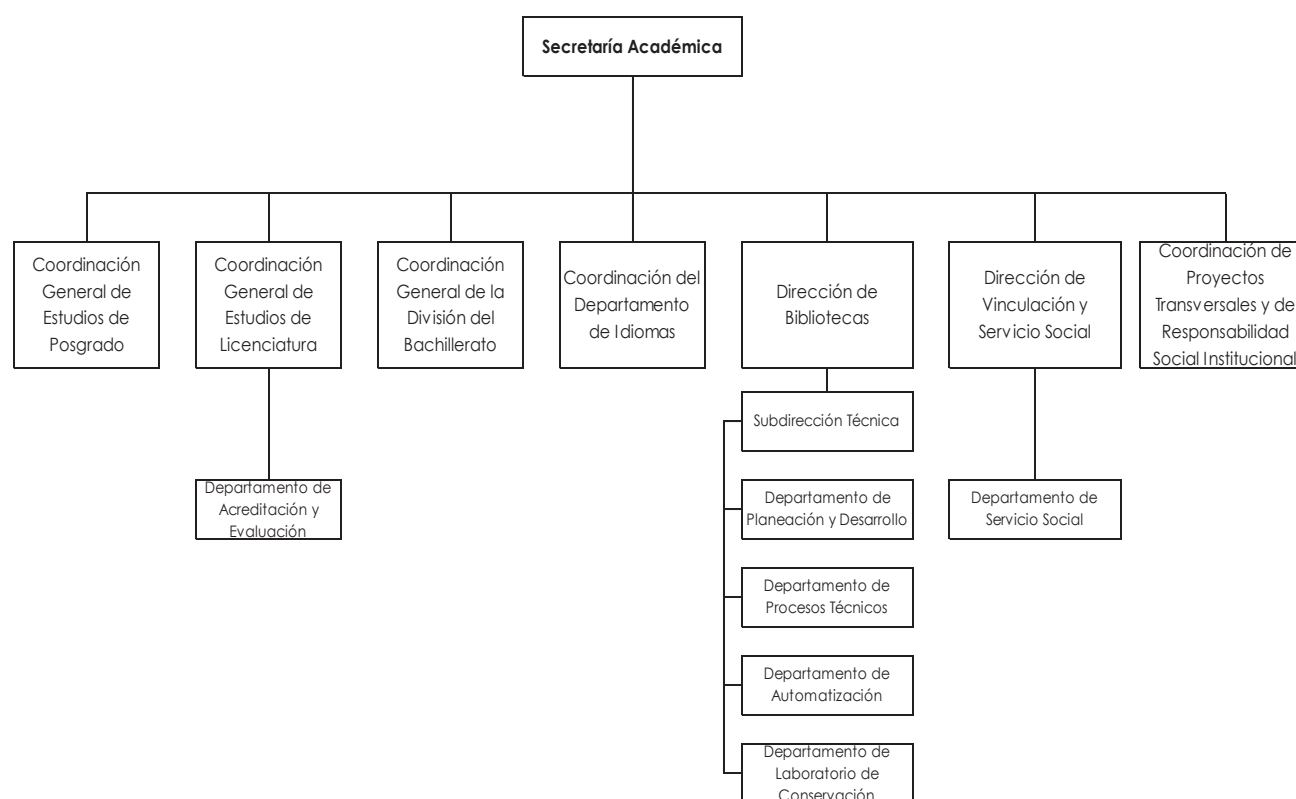 Secretaría Académica
Coordinación
General de
Estudios de
Posgrado
Coordinación
General de
Estudios de
Licenciatura
Coordinación
General de la
División del
Bachillerato
Coordinación del
Departamento
de Idiomas
Dirección de
Bibliotecas
Dirección de
Vinculación y
Servicio Social
Coordinación de
Proyectos
Transversales y de
Responsabilidad
Social Institucional
Subdirección Técnica
Departamento de
Acreditación y
Evaluación
Departamento de
Planeación y Desarrollo
Departamento de
Servicio Social
Departamento de
Procesos Técnicos
Departamento de
Automatización
Departamento de
Laboratorio de
Conservación